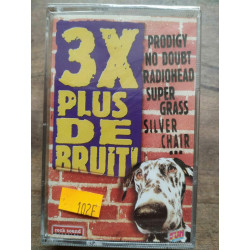 3X
PLUS
DE
BRUIT!
PRODIGY
NO DOUBT
RADIOHEAD
SUPER
GRASS
SILVER
CHAIR
...
102F